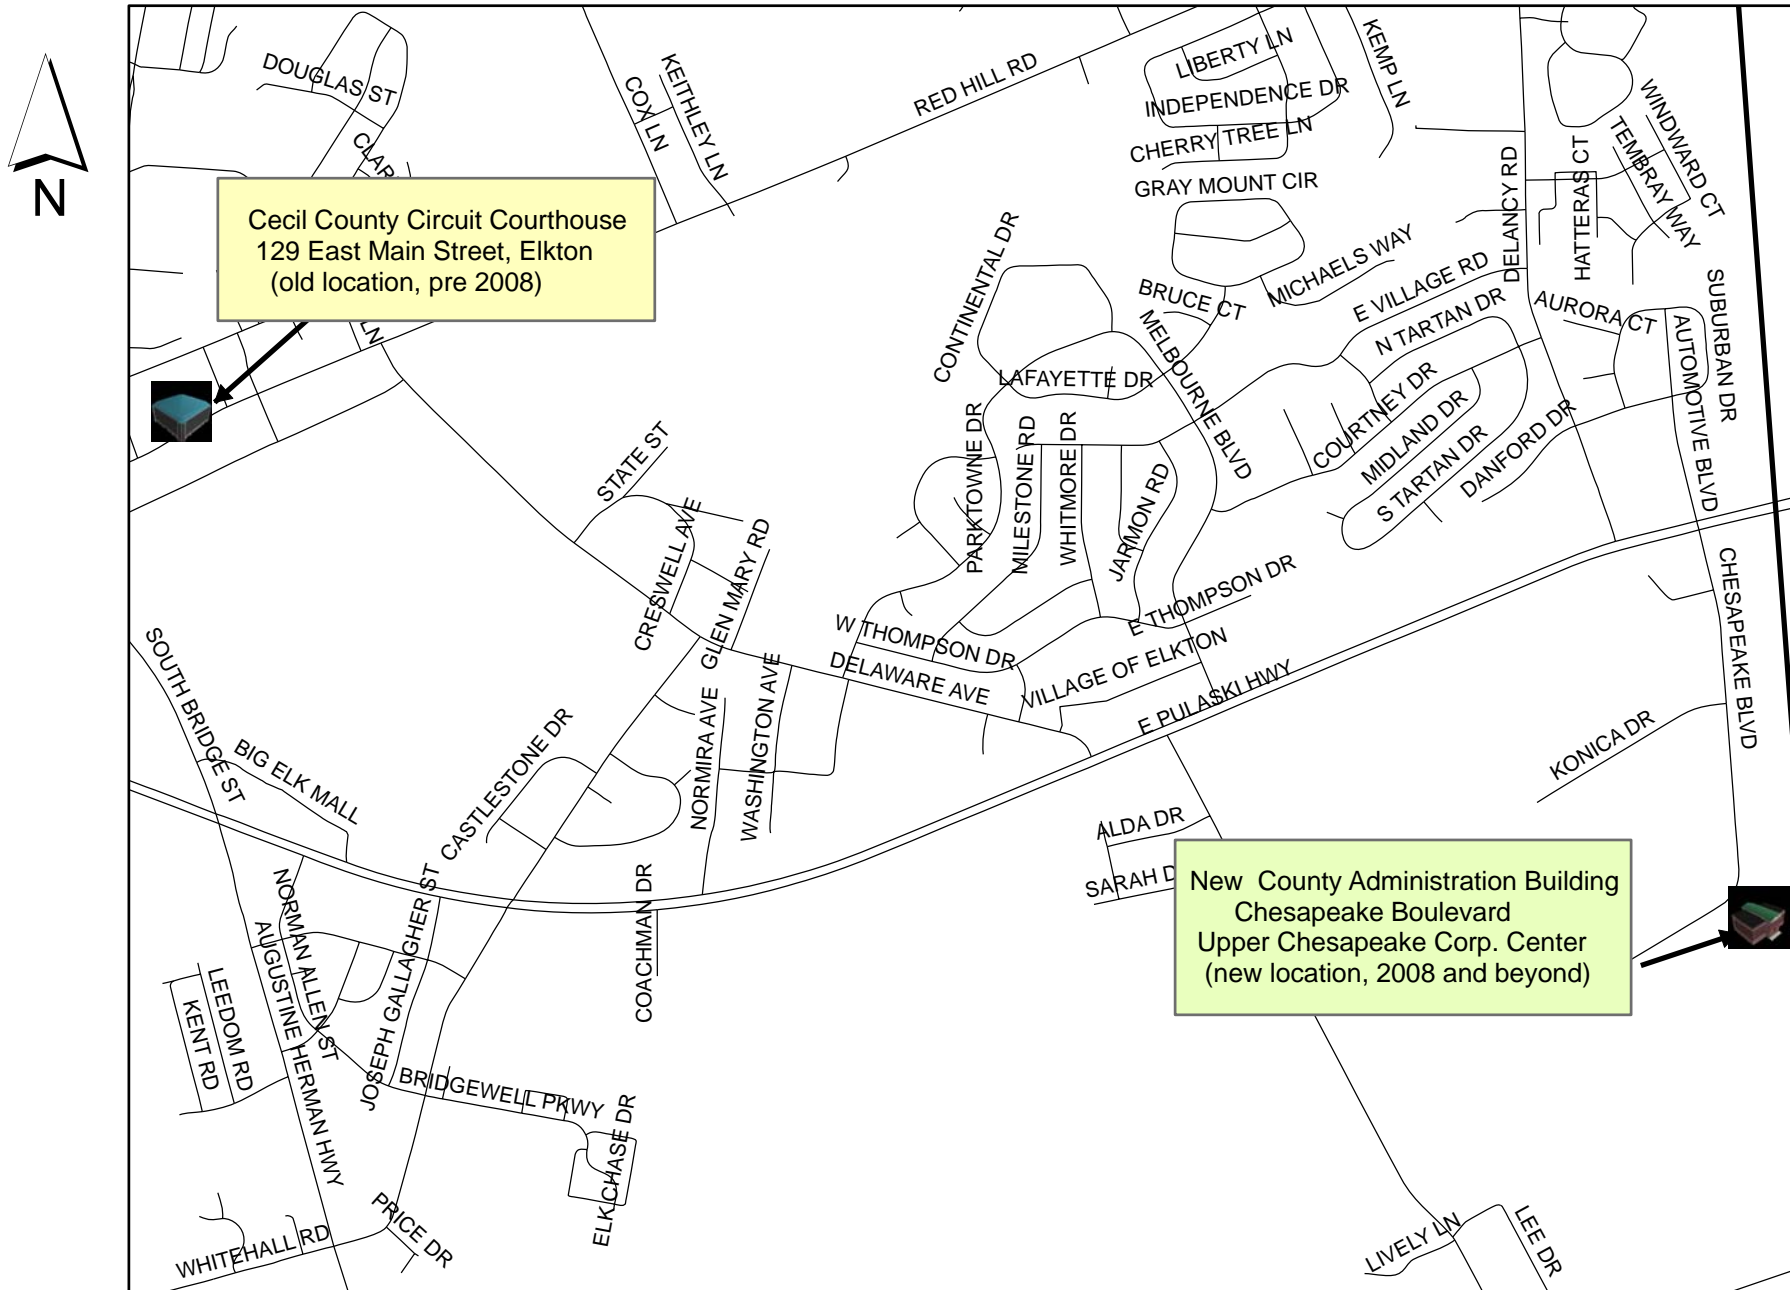 DOUGLAS ST
COX LN
KEITHLEY LN
RED HILL RD
LIBERTY LN
KEMP LN
INDEPENDENCE DR
CHERRY TREE LN
GRAY MOUNT CIR
WINDWARD CT
TEMBRAY WAY
HATTERAS CT
DELANCY RD
N
Cecil County Circuit Courthouse
129 East Main Street, Elkton
(old location, pre 2008)
LN
CONTINENTAL DR
BRUCE CT
MICHAELS WAY
E VILLAGE RD
N TARTAN DR
AURORA CT
SUBURBAN DR
AUTOMOTIVE BLVD
MELBOURNE BLVD
LAFAYETTE DR
COURTNEY DR
MIDLAND DR
S TARTAN DR
DANFORD DR
STATE ST
PARKTOWNE DR
MILESTONE RD
WHITMORE DR
JARMON RD
CRESWELL AVE
GLEN MARY RD
E THOMPSON DR
W THOMPSON DR
DELAWARE AVE
VILLAGE OF ELKTON
E PULASKI HWY
CHESAPEAKE BLVD
SOUTH BRIDGE ST
BIG ELK MALL
CASTLESTONE DR
NORMIRA AVE
WASHINGTON AVE
KONICA DR
ALDA DR
SARAH D
New County Administration Building
Chesapeake Boulevard
Upper Chesapeake Corp. Center
(new location, 2008 and beyond)
NORMAN ALLEN ST
AUGUSTINE HERMAN HWY
JOSEPH GALLAGHER ST
COACHMAN DR
LEEDOM RD
KENT RD
BRIDGEWELL PKWY
ELK CHASE DR
PRICE DR
WHITEHALL RD
LIVELY LN
LEE DR